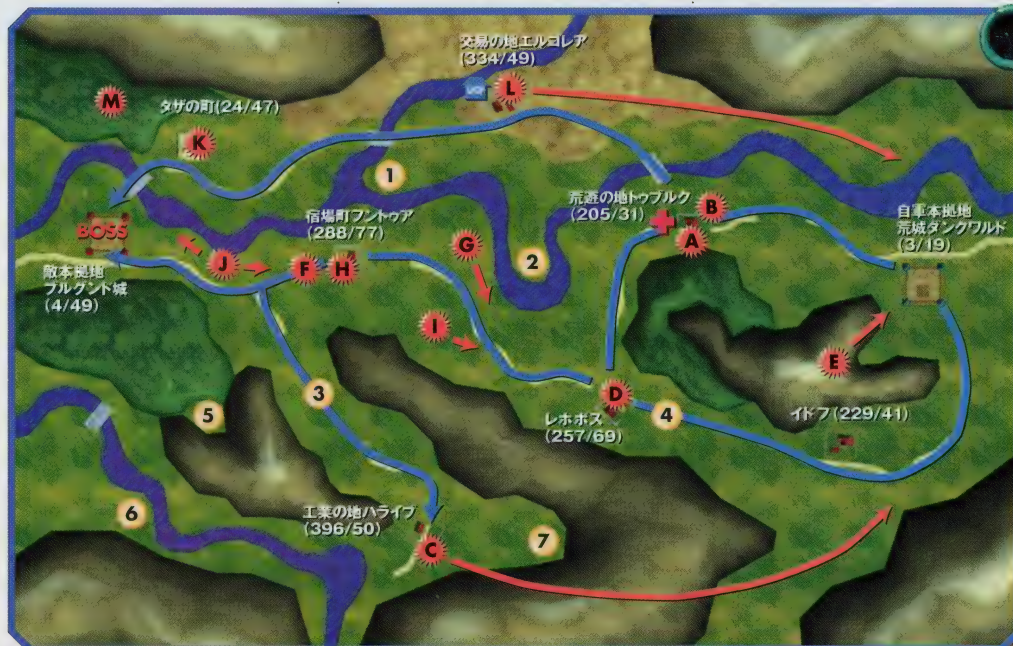 交易の地エルコレア
(334/49)
L
M
タザの町(24/47)
K
1
荒遊の地トゥブルク
(205/31)
B
A
自軍本拠地
荒城タンクワルド
(3/19)
宿場町フントゥア
(288/77)
BOSS
J
F
H
G
2
敵本拠地
ブルグント城
(4/49)
I
E
3
D
4
5
レホボス
(257/69)
イドフ(229/41)
6
工業の地ハライブ
(396/50)
7
C